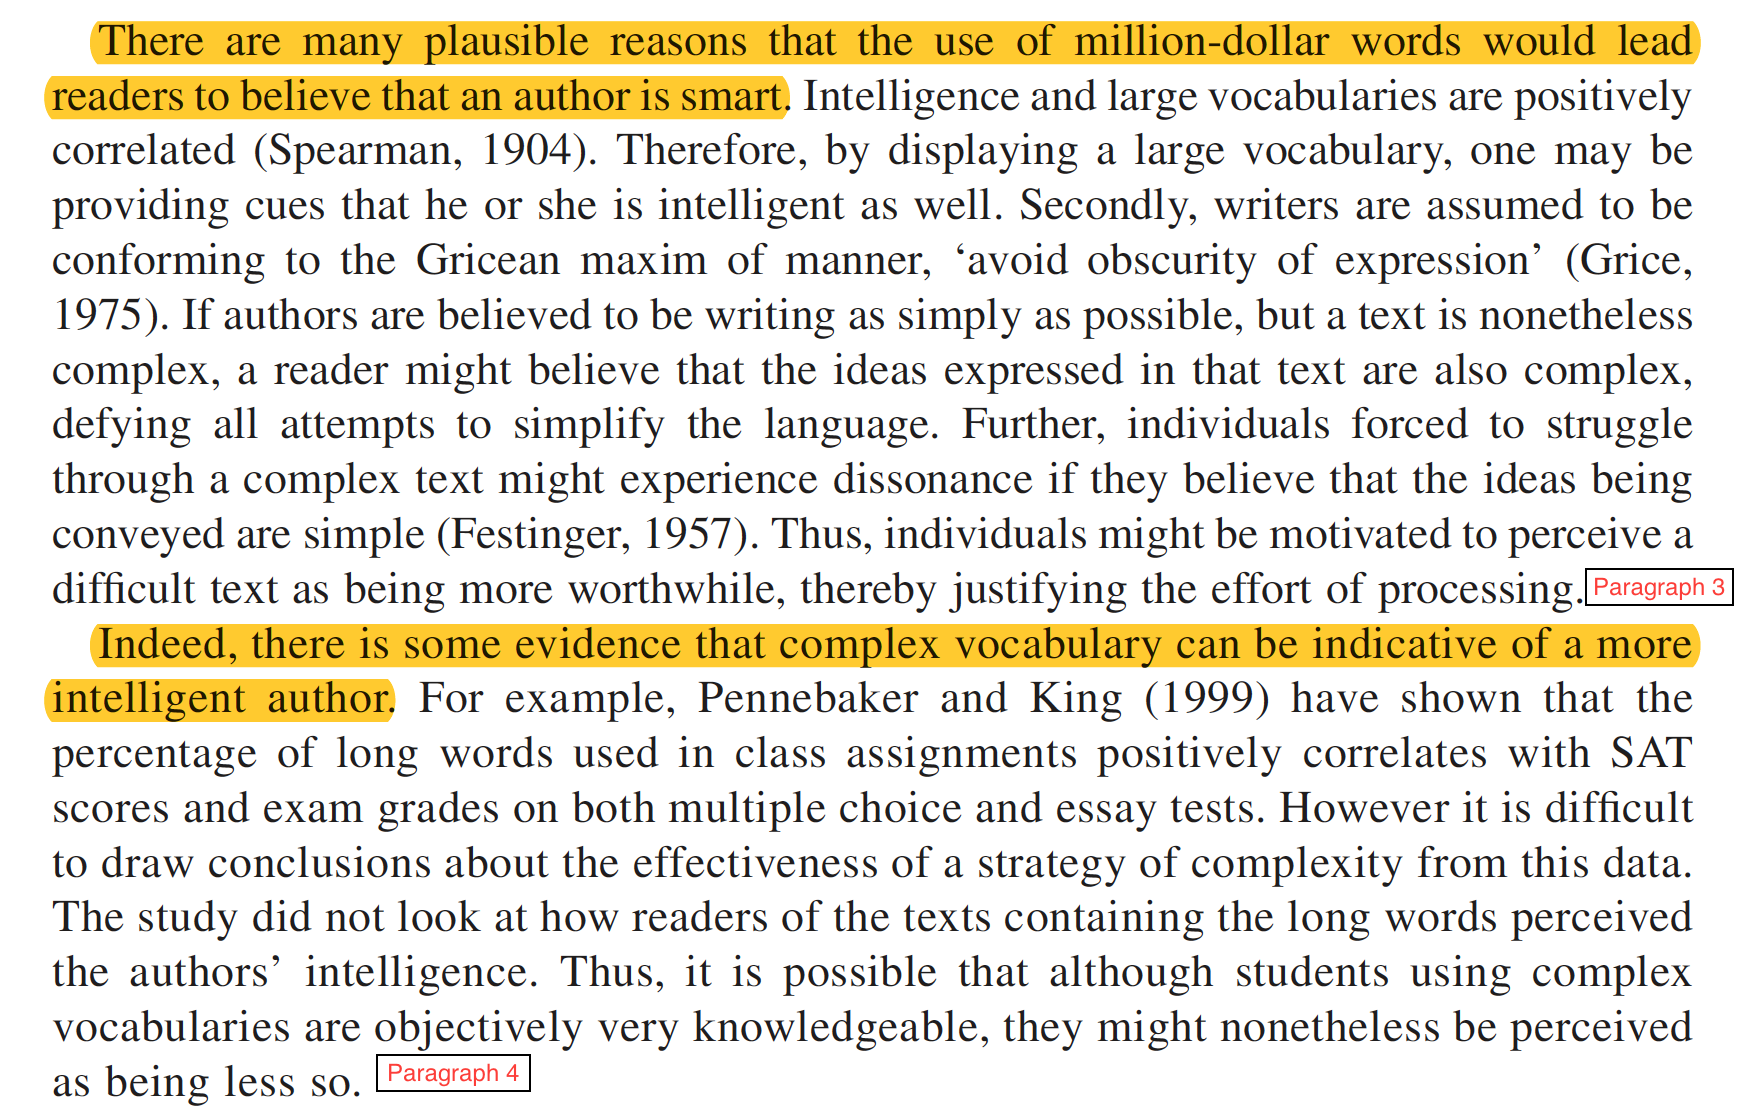 There are many plausible reasons that the use of million-dollar words would lead
readers to believe that an author is smart. Intelligence and large vocabularies are positively
correlated (Spearman, 1904). Therefore, by displaying a large vocabulary, one may be
providing cues that he or she is intelligent as well. Secondly, writers are assumed to be
conforming to the Gricean maxim of manner, ‘avoid obscurity of expression’ (Grice,
1975). If authors are believed to be writing as simply as possible, but a text is nonetheless
complex, a reader might believe that the ideas expressed in that text are also complex,
defying all attempts to simplify the language. Further, individuals forced to struggle
through a complex text might experience dissonance if they believe that the ideas being
conveyed are simple (Festinger, 1957). Thus, individuals might be motivated to perceive a
difficult text as being more worthwhile, thereby justifying the effort of processing. Paragraph 3
Indeed, there is some evidence that complex vocabulary can be indicative of a more
intelligent author. For example, Pennebaker and King (1999) have shown that the
percentage of long words used in class assignments positively correlates with SAT
scores and exam grades on both multiple choice and essay tests. However it is difficult
to draw conclusions about the effectiveness of a strategy of complexity from this data.
The study did not look at how readers of the texts containing the long words perceived
the authors’ intelligence. Thus, it is possible that although students using complex
vocabularies are objectively very knowledgeable, they might nonetheless be perceived
as being less so. Paragraph 4